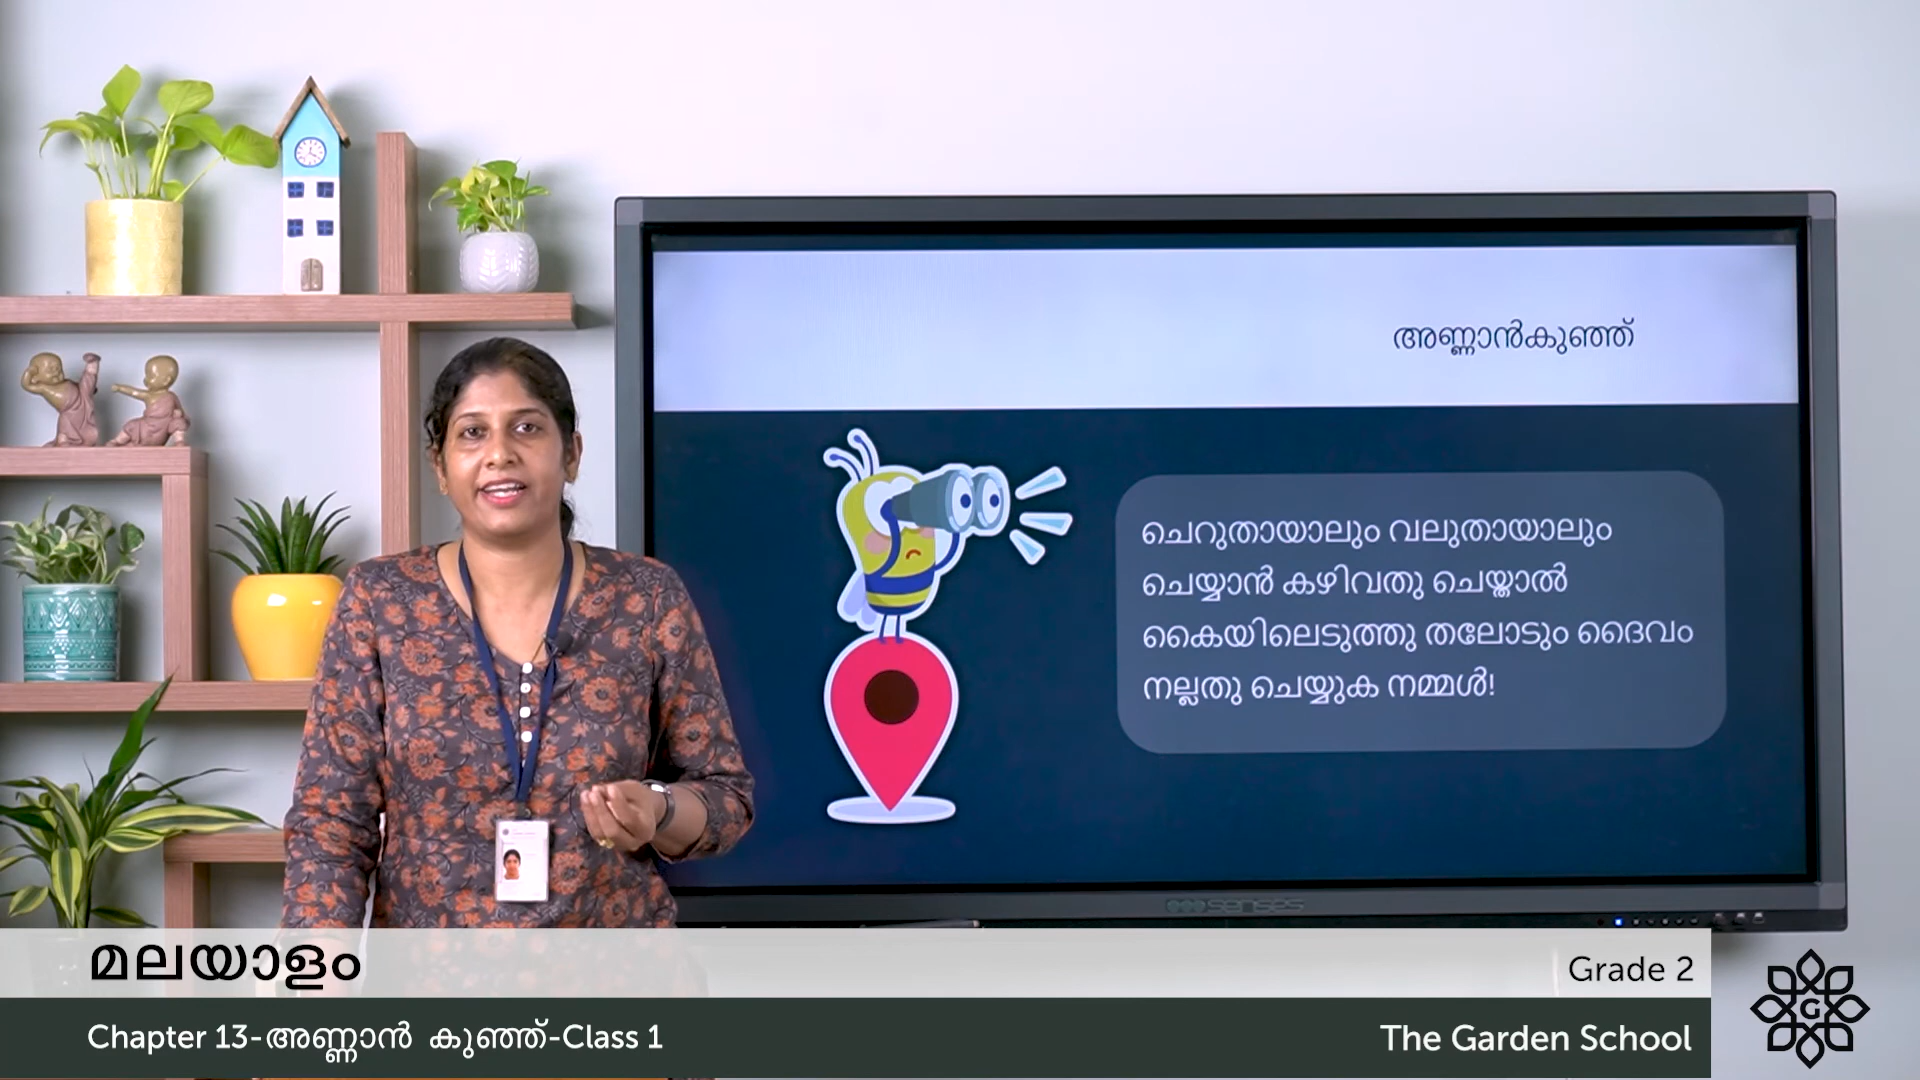 അണ്ണാൻകുഞ്ഞ്
ചെറുതായാലും വലുതായാലും
ചെയ്യാൻ കഴിവതു ചെയ്താൽ
കൈയിലെടുത്തു തലോടും ദൈവം
നല്ലതു ചെയ്യുക നമ്മൾ!
senses
മലയാളം
Grade 2
Chapter 13-അണ്ണാൻ കുഞ്ഞ്-Class 1
The Garden School
G